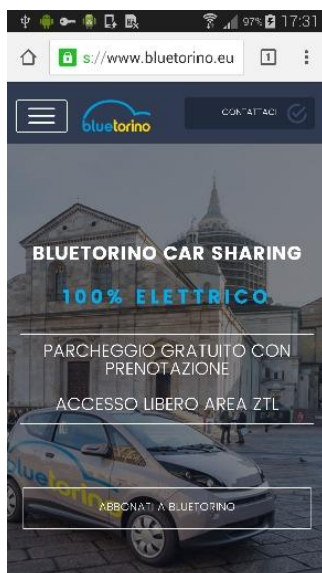 97% 17:31
s://www.bluetorino.eu 1
bluetorino CONTATTACI
BLUETORINO CAR SHARING
100% ELETTRICO
PARCHEGGIO GRATUITO CON
PRENOTAZIONE
ACCESSO LIBERO AREA ZTL
bluetorino
ABBONATI A BLUETORINO